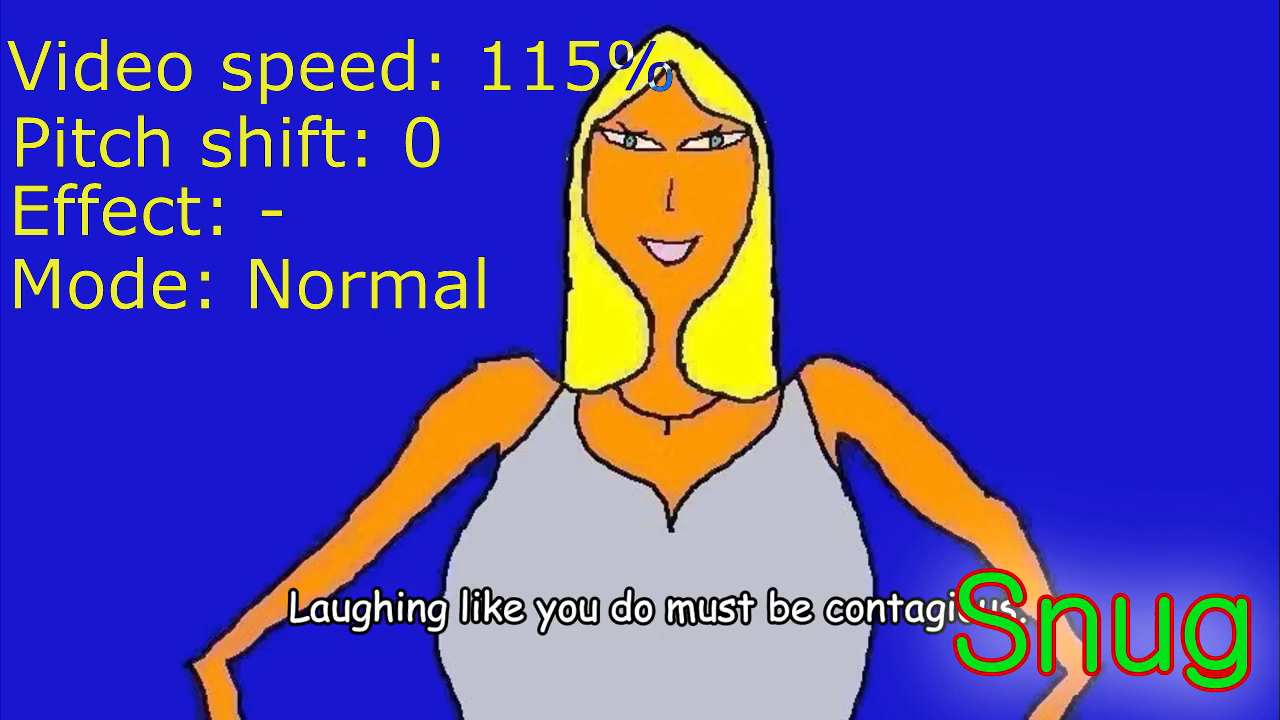 Video speed: 115%
Pitch shift: 0
Effect: -
Mode: Normal
Laughing like you do must be contagious.
Snug